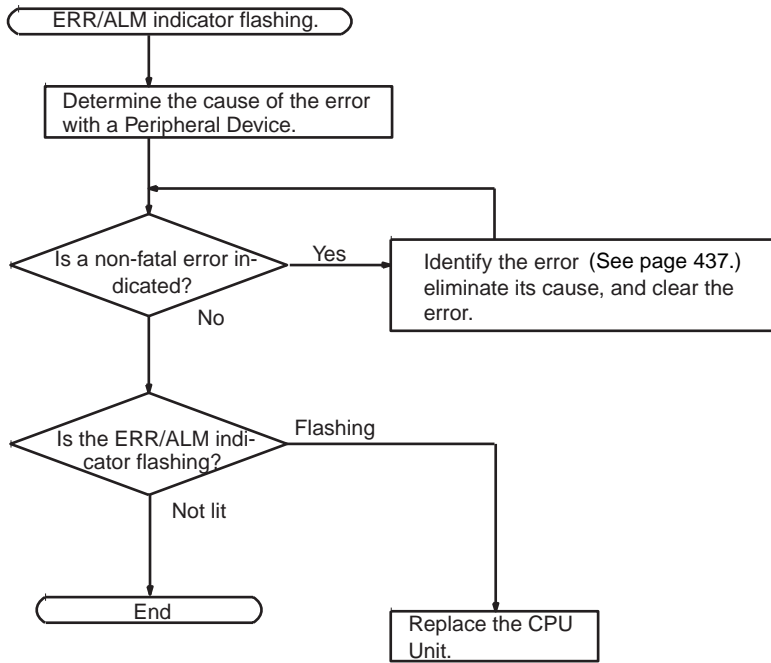 ERR/ALM indicator flashing.
Determine the cause of the error
with a Peripheral Device.
Is a non-fatal error in-
dicated?
Yes
Identify the error (See page 437.)
eliminate its cause, and clear the
error.
No
Is the ERR/ALM indi-
cator flashing?
Flashing
Not lit
End
Replace the CPU
Unit.